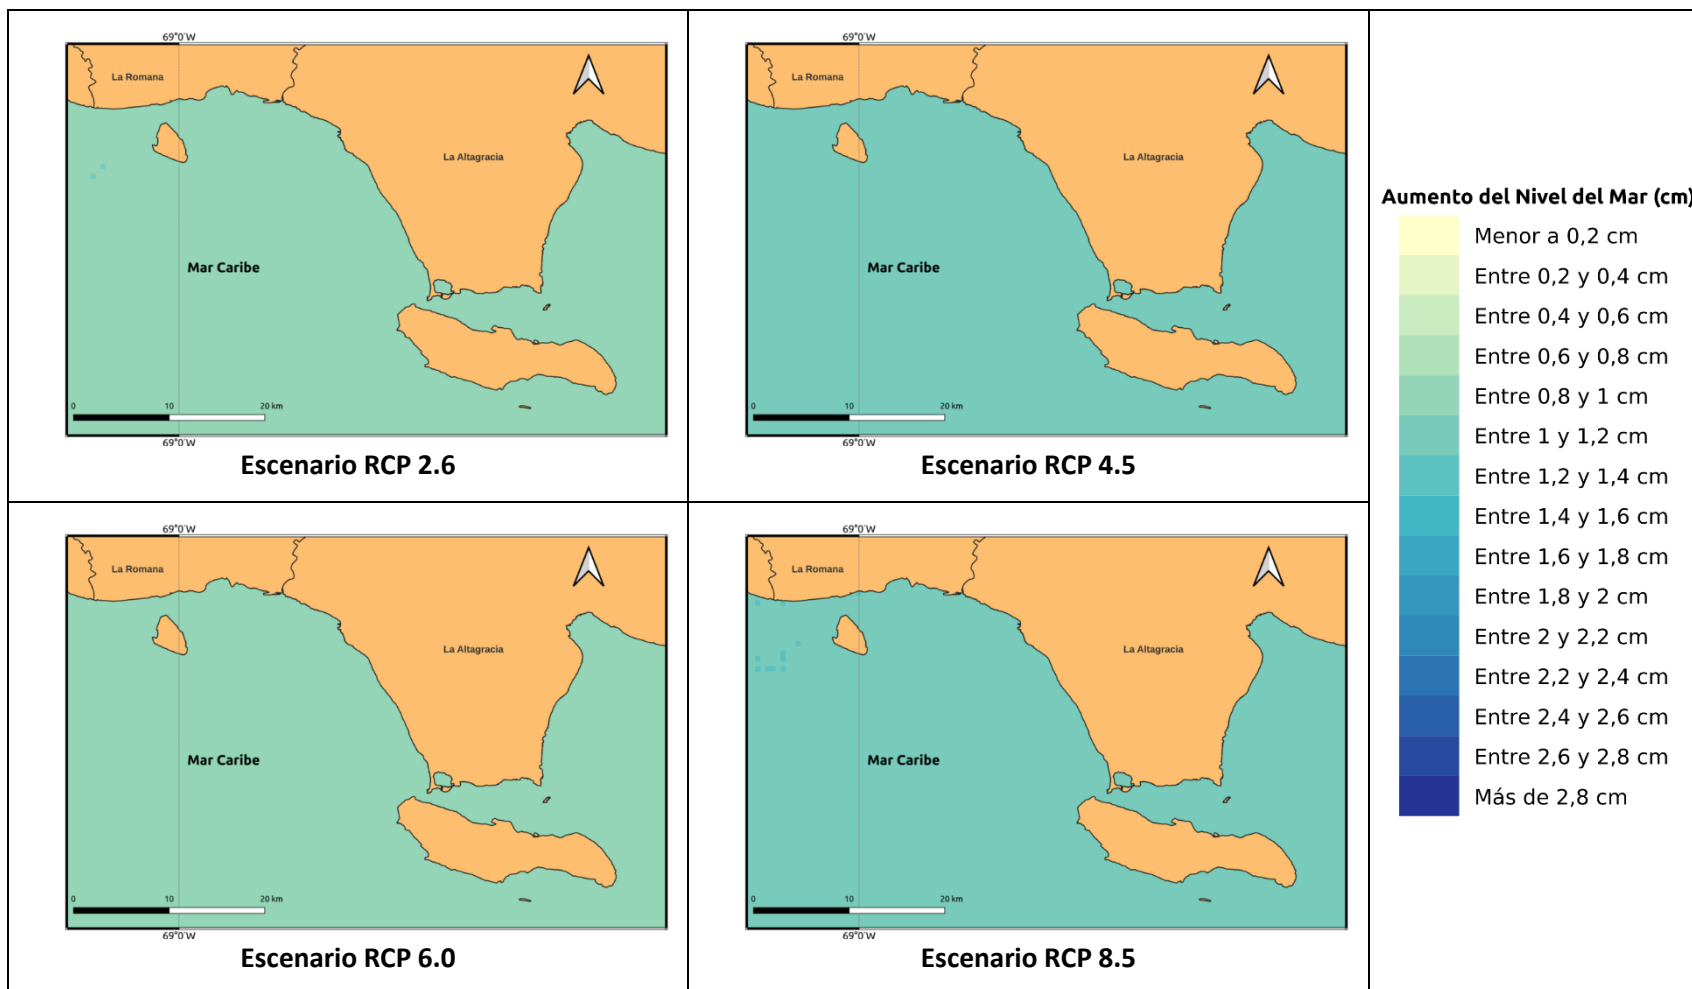 69°0'W
La Romana
La Altagracia
Mar Caribe
0 10 20 km
69°0'W
Escenario RCP 2.6
69°0'W
La Romana
La Altagracia
Mar Caribe
0 10 20 km
69°0'W
Escenario RCP 4.5
69°0'W
La Romana
La Altagracia
Mar Caribe
0 10 20 km
69°0'W
Escenario RCP 6.0
69°0'W
La Romana
La Altagracia
Mar Caribe
0 10 20 km
69°0'W
Escenario RCP 8.5
Aumento del Nivel del Mar (cm)
Menor a 0,2 cm
Entre 0,2 y 0,4 cm
Entre 0,4 y 0,6 cm
Entre 0,6 y 0,8 cm
Entre 0,8 y 1 cm
Entre 1 y 1,2 cm
Entre 1,2 y 1,4 cm
Entre 1,4 y 1,6 cm
Entre 1,6 y 1,8 cm
Entre 1,8 y 2 cm
Entre 2 y 2,2 cm
Entre 2,2 y 2,4 cm
Entre 2,4 y 2,6 cm
Entre 2,6 y 2,8 cm
Más de 2,8 cm